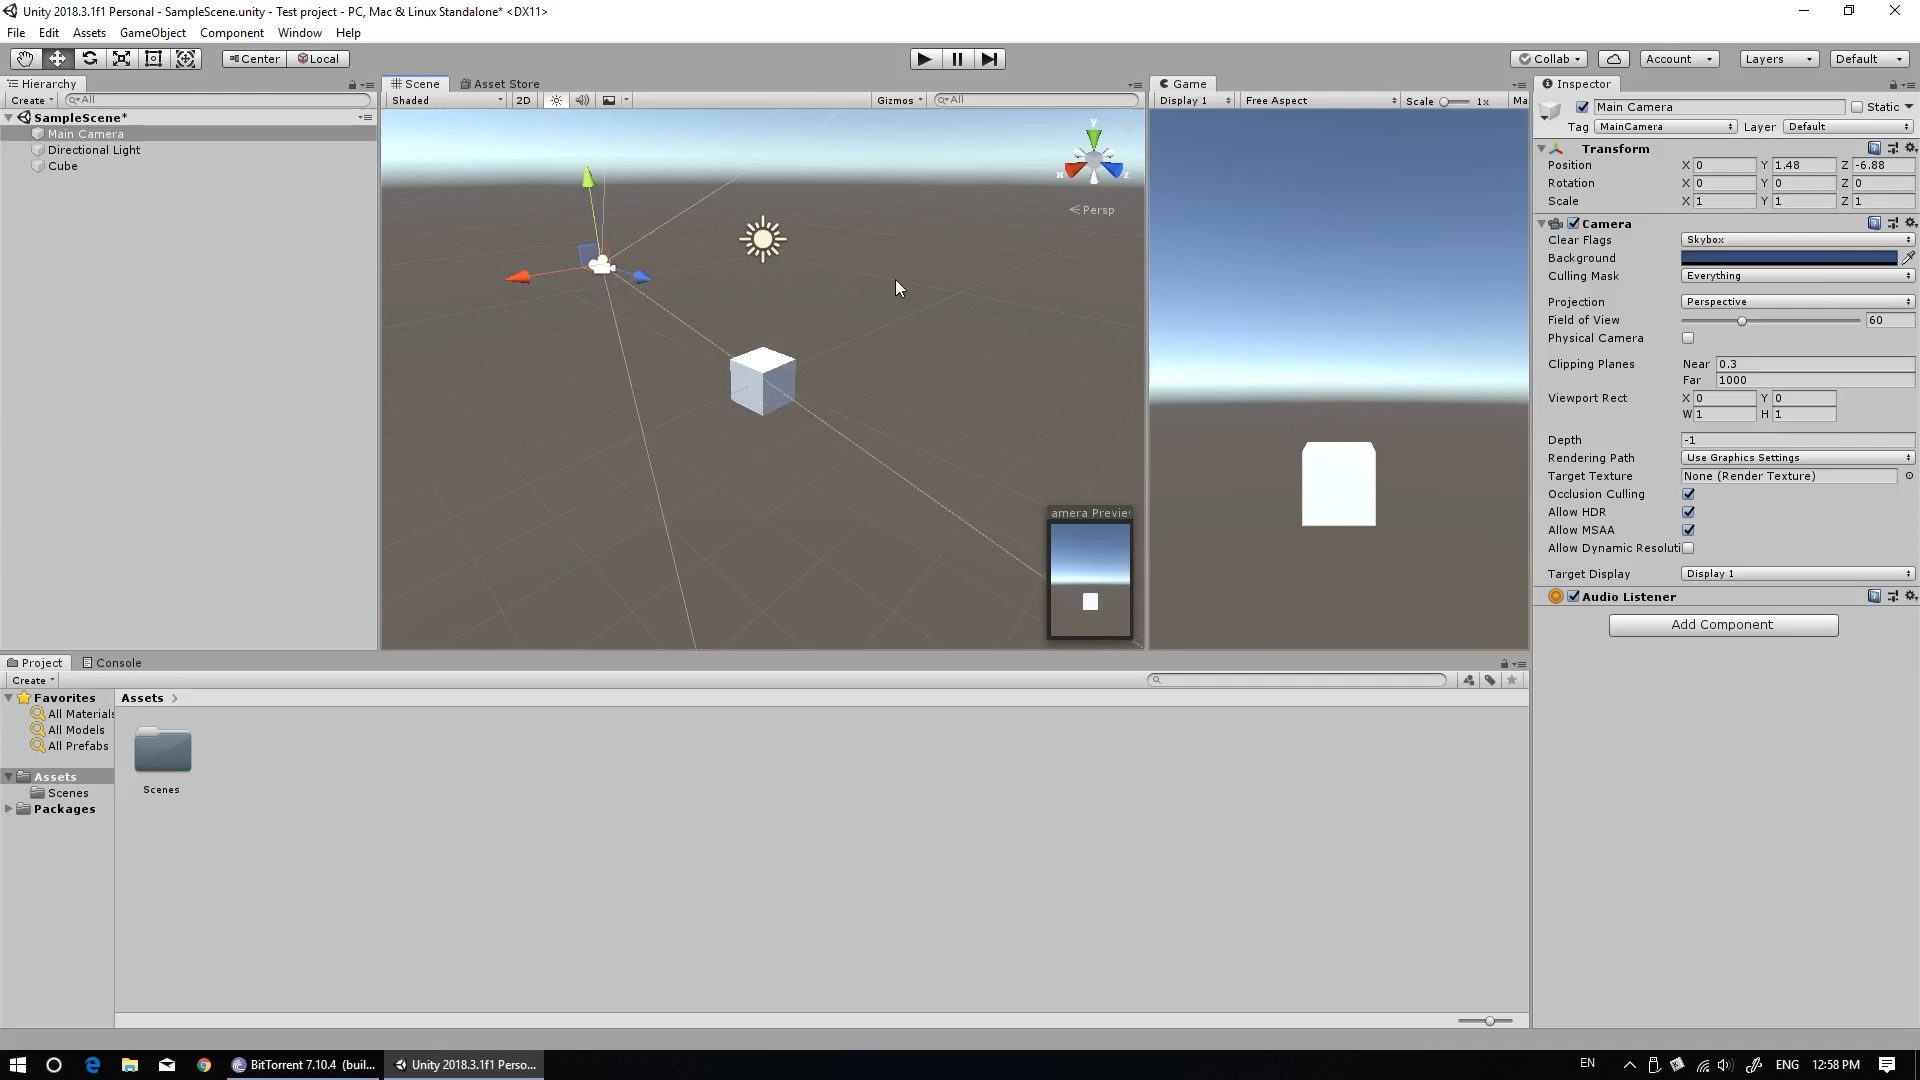 Unity 2018.3.1f1 Personal - SampleScene.unity - Test project - PC, Mac & Linux Standalone* <DX11>
File Edit Assets GameObject Component Window Help
Center Local
Collab Account Layers Default
Hierarchy
Create All
SampleScene*
Main Camera
Directional Light
Cube
Scene Asset Store
Shaded 2D Gizmos All
y
x z
Persp
amera Previe
Game
Display 1 Free Aspect Scale 1x Ma
Inspector
Main Camera Static
Tag MainCamera Layer Default
Transform
Position X 0 Y 1.48 Z -6.88
Rotation X 0 Y 0 Z 0
Scale X 1 Y 1 Z 1
Camera
Clear Flags Skybox
Background
Culling Mask Everything
Projection Perspective
Field of View 60
Physical Camera
Clipping Planes Near 0.3
Far 1000
Viewport Rect X 0 Y 0
W 1 H 1
Depth -1
Rendering Path Use Graphics Settings
Target Texture None (Render Texture)
Occlusion Culling
Allow HDR
Allow MSAA
Allow Dynamic Resoluti
Target Display Display 1
Audio Listener
Add Component
Project Console
Create
Favorites
All Materials
All Models
All Prefabs
Assets
Scenes
Packages
Assets
Scenes
BitTorrent 7.10.4 (buil...
Unity 2018.3.1f1 Perso...
EN ENG 12:58 PM